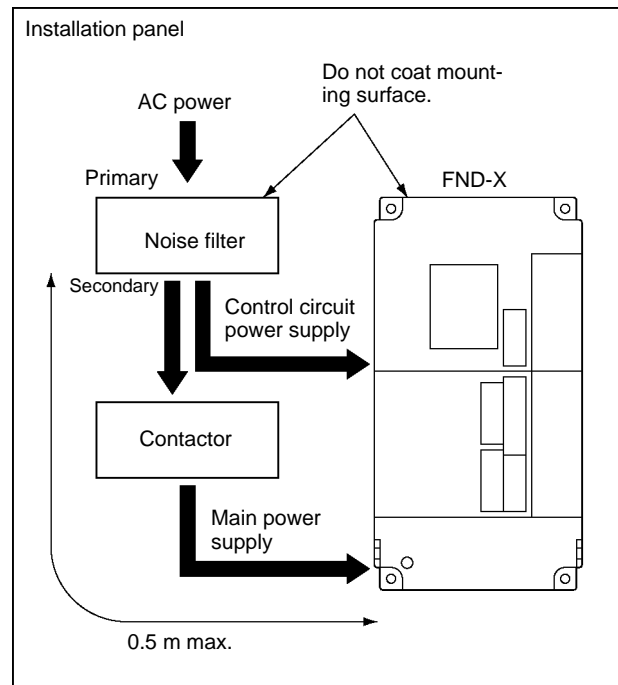 Installation panel
Do not coat mount-
ing surface.
AC power
Primary
FND-X
Noise filter
Secondary
Control circuit
power supply
Contactor
Main power
supply
0.5 m max.